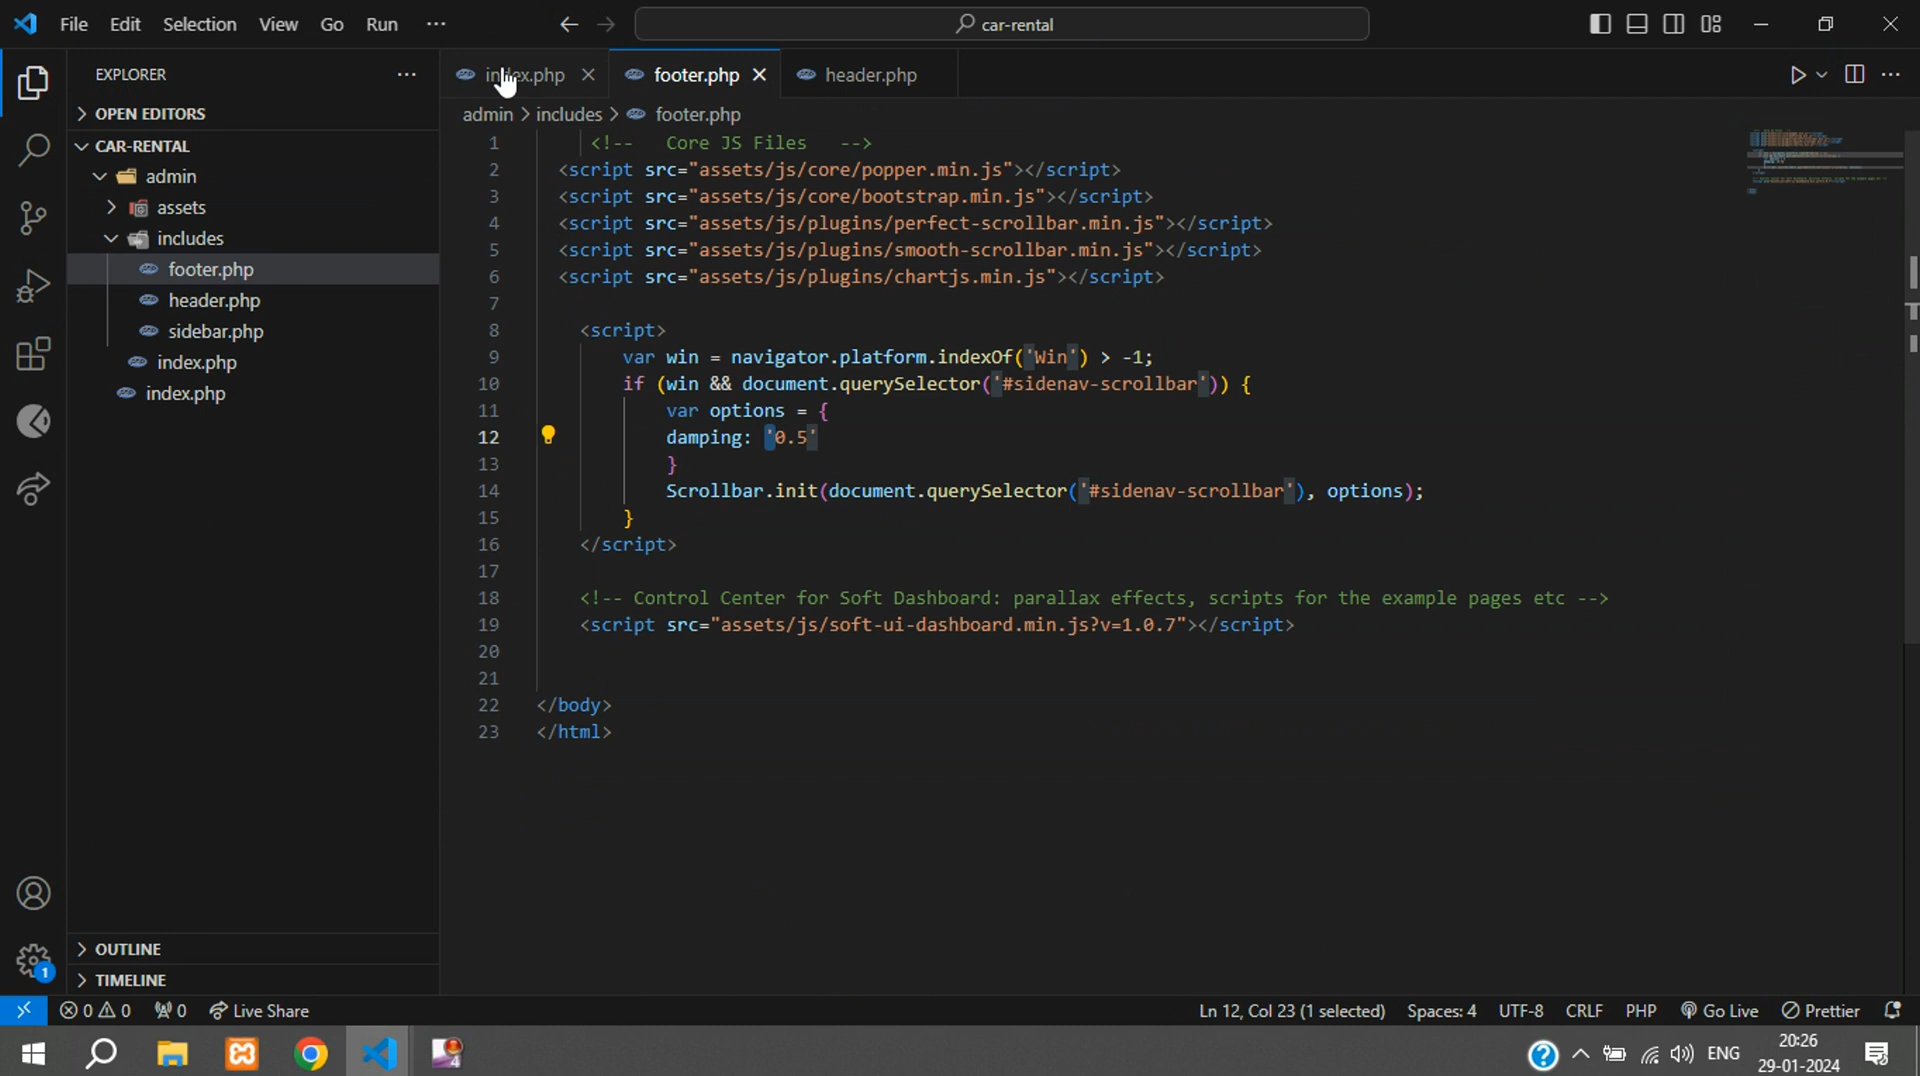 File Edit Selection View Go Run ··· car-rental
EXPLORER ···
OPEN EDITORS
CAR-RENTAL
admin
assets
includes
footer.php
header.php
sidebar.php
index.php
index.php
OUTLINE
TIMELINE
index.php footer.php header.php
admin > includes > footer.php
1 <!--   Core JS Files   -->
2 <script src="assets/js/core/popper.min.js"></script>
3 <script src="assets/js/core/bootstrap.min.js"></script>
4 <script src="assets/js/plugins/perfect-scrollbar.min.js"></script>
5 <script src="assets/js/plugins/smooth-scrollbar.min.js"></script>
6 <script src="assets/js/plugins/chartjs.min.js"></script>
7
8 <script>
9 var win = navigator.platform.indexOf('Win') > -1;
10 if (win && document.querySelector('#sidenav-scrollbar')) {
11 var options = {
12 damping: '0.5'
13 }
14 Scrollbar.init(document.querySelector('#sidenav-scrollbar'), options);
15 }
16 </script>
17
18 <!-- Control Center for Soft Dashboard: parallax effects, scripts for the example pages etc -->
19 <script src="assets/js/soft-ui-dashboard.min.js?v=1.0.7"></script>
20
21
22 </body>
23 </html>
1
0 0 0 Live Share Ln 12, Col 23 (1 selected) Spaces: 4 UTF-8 CRLF PHP Go Live Prettier
ENG
20:26
29-01-2024